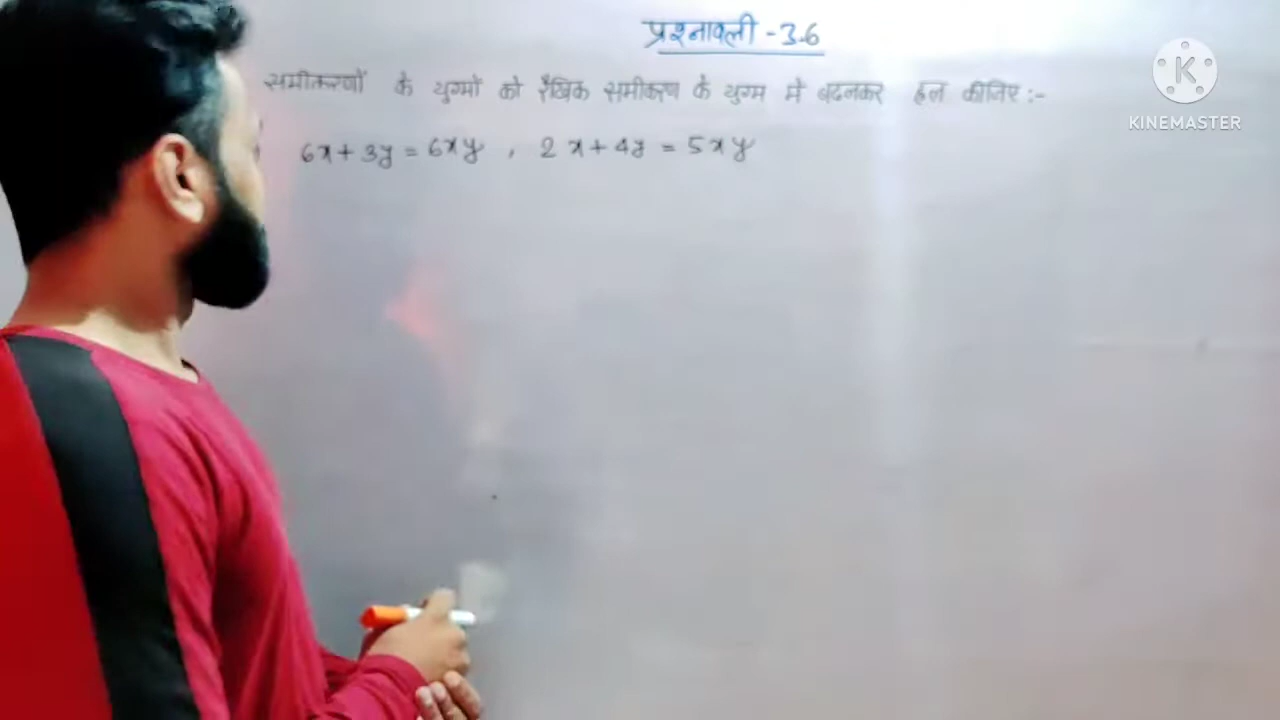 प्रश्नावली - 3.6
समीकरणों के युग्मों को रैखिक समीकरण के युग्म में बदलकर हल कीजिए :-
6x + 3y = 6xy , 2x + 4y = 5xy
KINEMASTER